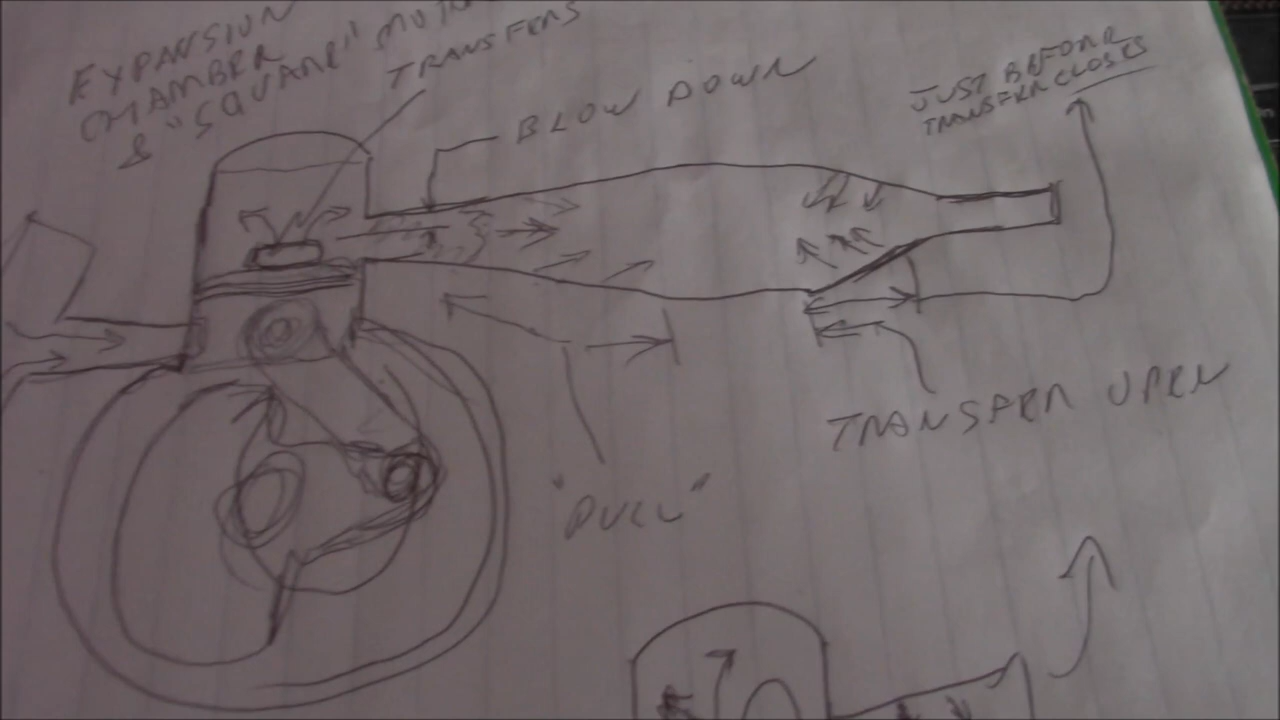 EXPANSION
CHAMBER
& "SQUARE"
TRANSFERS
BLOW DOWN
JUST BEFORE
TRANSFER CLOSES
TRANSFER OPEN
"PULL"